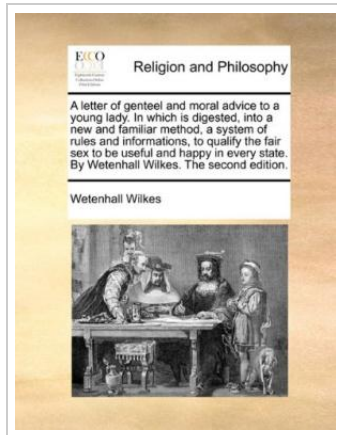 ECCO
Religion and Philosophy
A letter of genteel and moral advice to a
young lady. In which is digested, into a
new and familiar method, a system of
rules and informations, to qualify the fair
sex to be useful and happy in every state.
By Wetenhall Wilkes. The second edition.
Wetenhall Wilkes